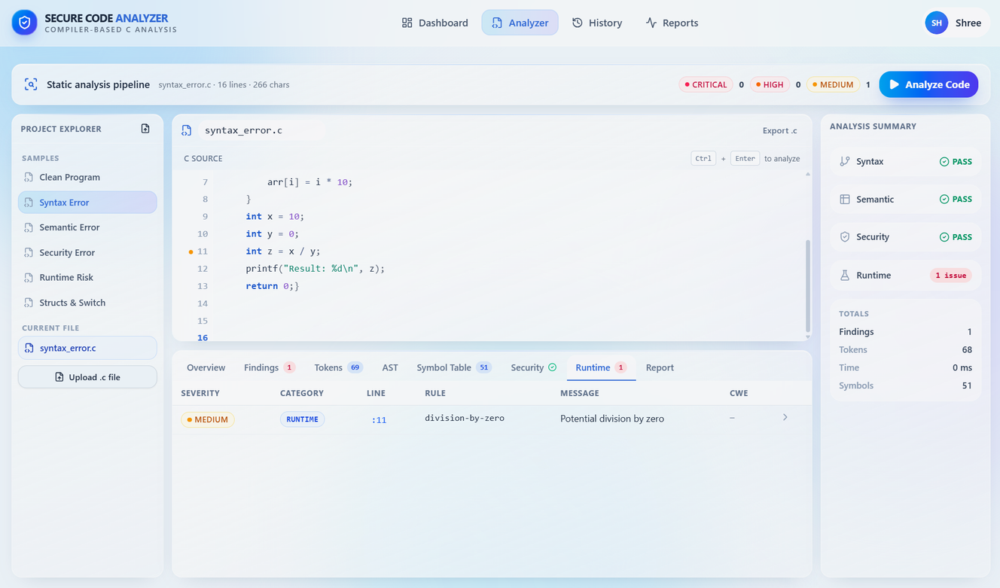 SECURE CODE ANALYZER
COMPILER-BASED C ANALYSIS
Dashboard
Analyzer
History
Reports
SH
Shree
Static analysis pipeline
syntax_error.c · 16 lines · 266 chars
CRITICAL 0
HIGH 0
MEDIUM 1
Analyze Code
PROJECT EXPLORER
SAMPLES
Clean Program
Syntax Error
Semantic Error
Security Error
Runtime Risk
Structs & Switch
CURRENT FILE
syntax_error.c
Upload .c file
syntax_error.c
Export .c
C SOURCE
Ctrl + Enter to analyze
7 arr[i] = i * 10;
8 }
9 int x = 10;
10 int y = 0;
11 int z = x / y;
12 printf("Result: %d\n", z);
13 return 0;}
14
15
16
Overview
Findings 1
Tokens 69
AST
Symbol Table 51
Security
Runtime 1
Report
SEVERITY CATEGORY LINE RULE MESSAGE CWE
MEDIUM RUNTIME :11 division-by-zero Potential division by zero —
ANALYSIS SUMMARY
Syntax PASS
Semantic PASS
Security PASS
Runtime 1 issue
TOTALS
Findings 1
Tokens 68
Time 0 ms
Symbols 51